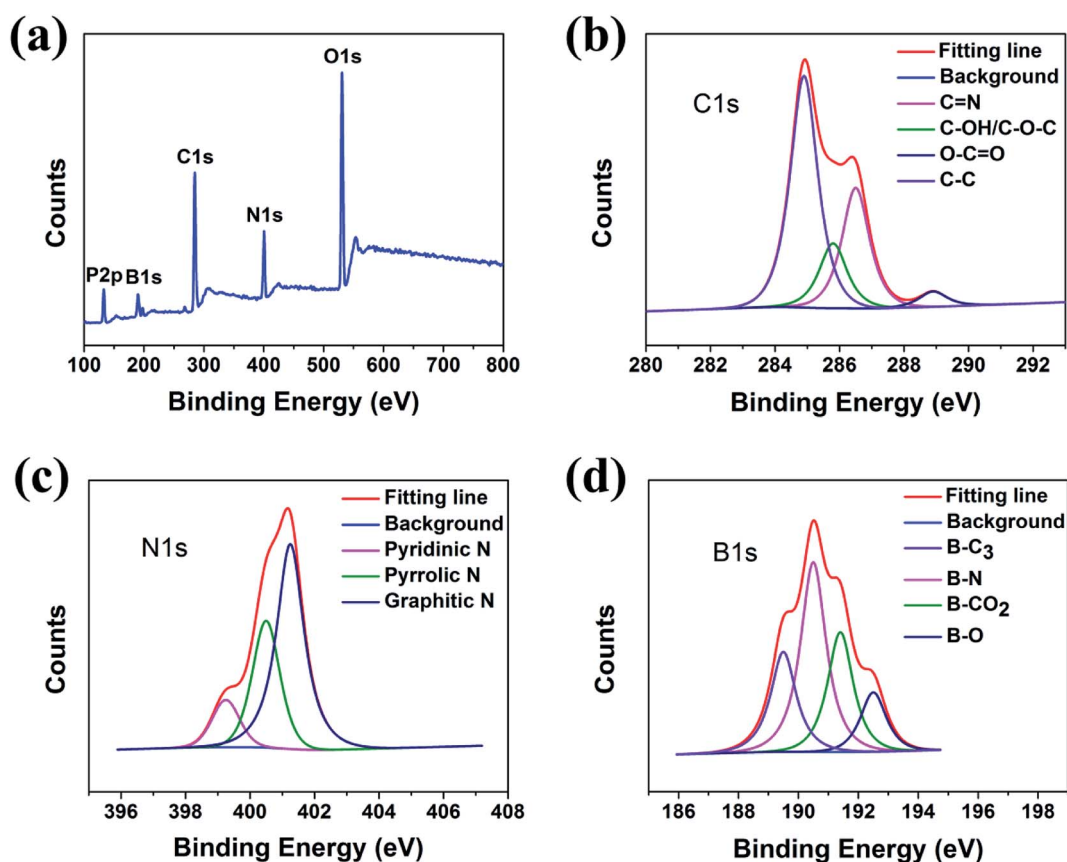 (a)
Counts
P2p
B1s
C1s
N1s
O1s
100 200 300 400 500 600 700 800
Binding Energy (eV)
(b)
Counts
C1s
Fitting line
Background
C=N
C-OH/C-O-C
O-C=O
C-C
280 282 284 286 288 290 292
Binding Energy (eV)
(c)
Counts
N1s
Fitting line
Background
Pyridinic N
Pyrrolic N
Graphitic N
396 398 400 402 404 406 408
Binding Energy (eV)
(d)
Counts
B1s
Fitting line
Background
B-C₃
B-N
B-CO₂
B-O
186 188 190 192 194 196 198
Binding Energy (eV)